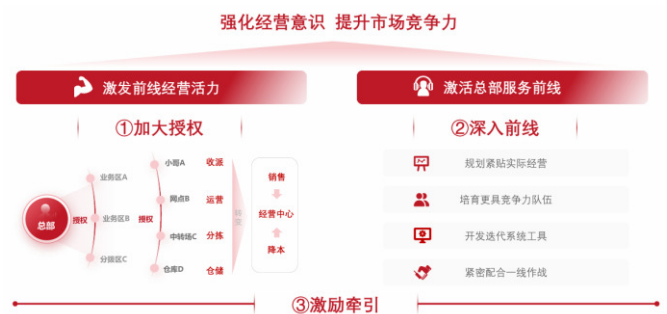 强化经营意识 提升市场竞争力
激发前线经营活力
激活总部服务前线
①加大授权
②深入前线
总部
授权
业务区A
业务区B
分拨区C
授权
小哥A
网点B
中转场C
仓库D
收派
运营
分拣
仓储
销售
经营中心
降本
规划紧贴实际经营
培育更具竞争力队伍
开发迭代系统工具
紧密配合一线作战
③激励牵引